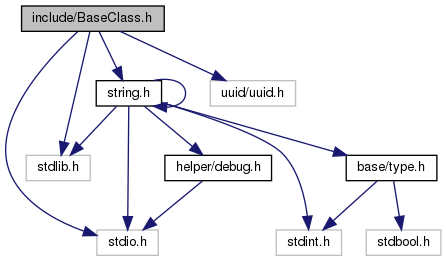 include/BaseClass.h
string.h
uuid/uuid.h
stdlib.h
helper/debug.h
base/type.h
stdio.h
stdint.h
stdbool.h